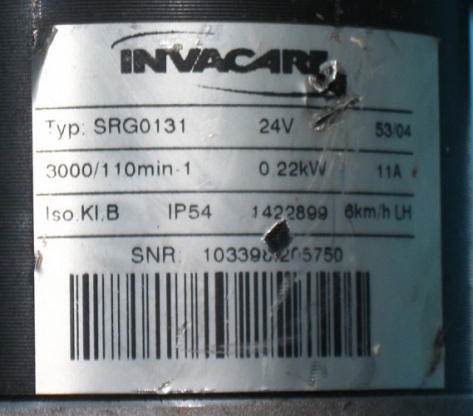 INVACARE
Typ: SRG0131 24V 53/04
3000/110min-1 0.22kW 11A
Iso.Kl.B IP54 1422899 6km/h LH
SNR: